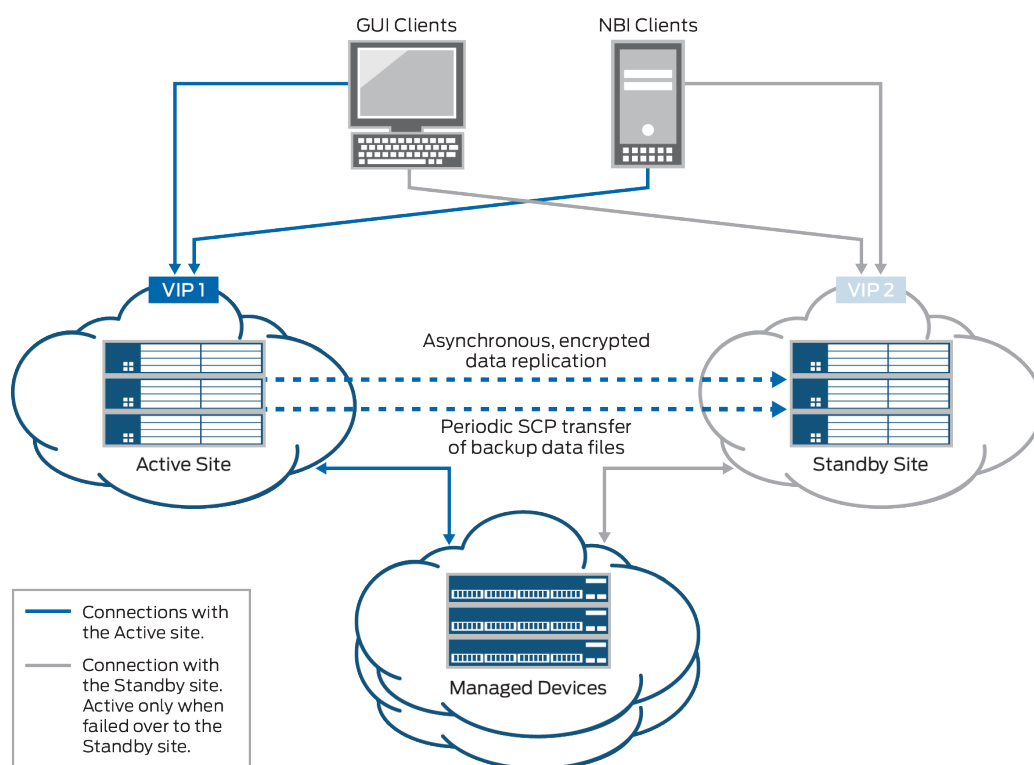 GUI Clients
NBI Clients
VIP 1
VIP 2
Asynchronous, encrypted
data replication
Periodic SCP transfer
of backup data files
Active Site
Standby Site
Managed Devices
Connections with
the Active site.
Connection with
the Standby site.
Active only when
failed over to the
Standby site.